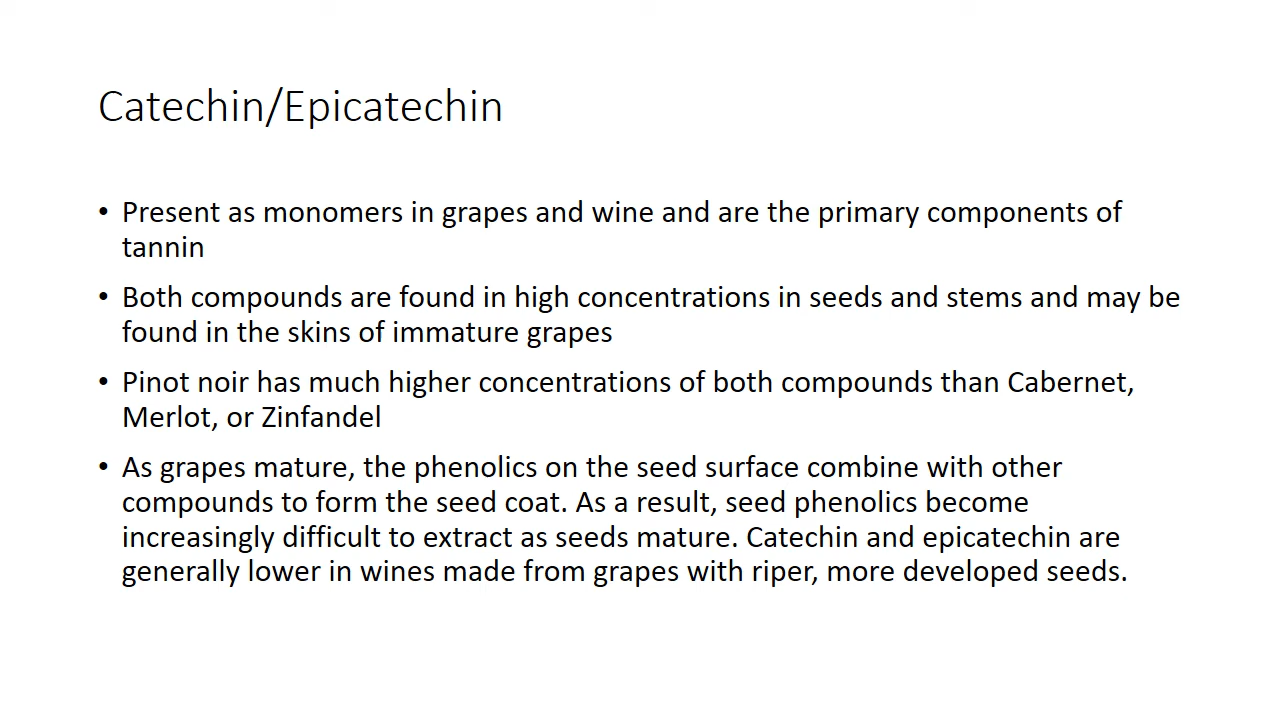 Catechin/Epicatechin
• Present as monomers in grapes and wine and are the primary components of
tannin
• Both compounds are found in high concentrations in seeds and stems and may be
found in the skins of immature grapes
• Pinot noir has much higher concentrations of both compounds than Cabernet,
Merlot, or Zinfandel
• As grapes mature, the phenolics on the seed surface combine with other
compounds to form the seed coat. As a result, seed phenolics become
increasingly difficult to extract as seeds mature. Catechin and epicatechin are
generally lower in wines made from grapes with riper, more developed seeds.